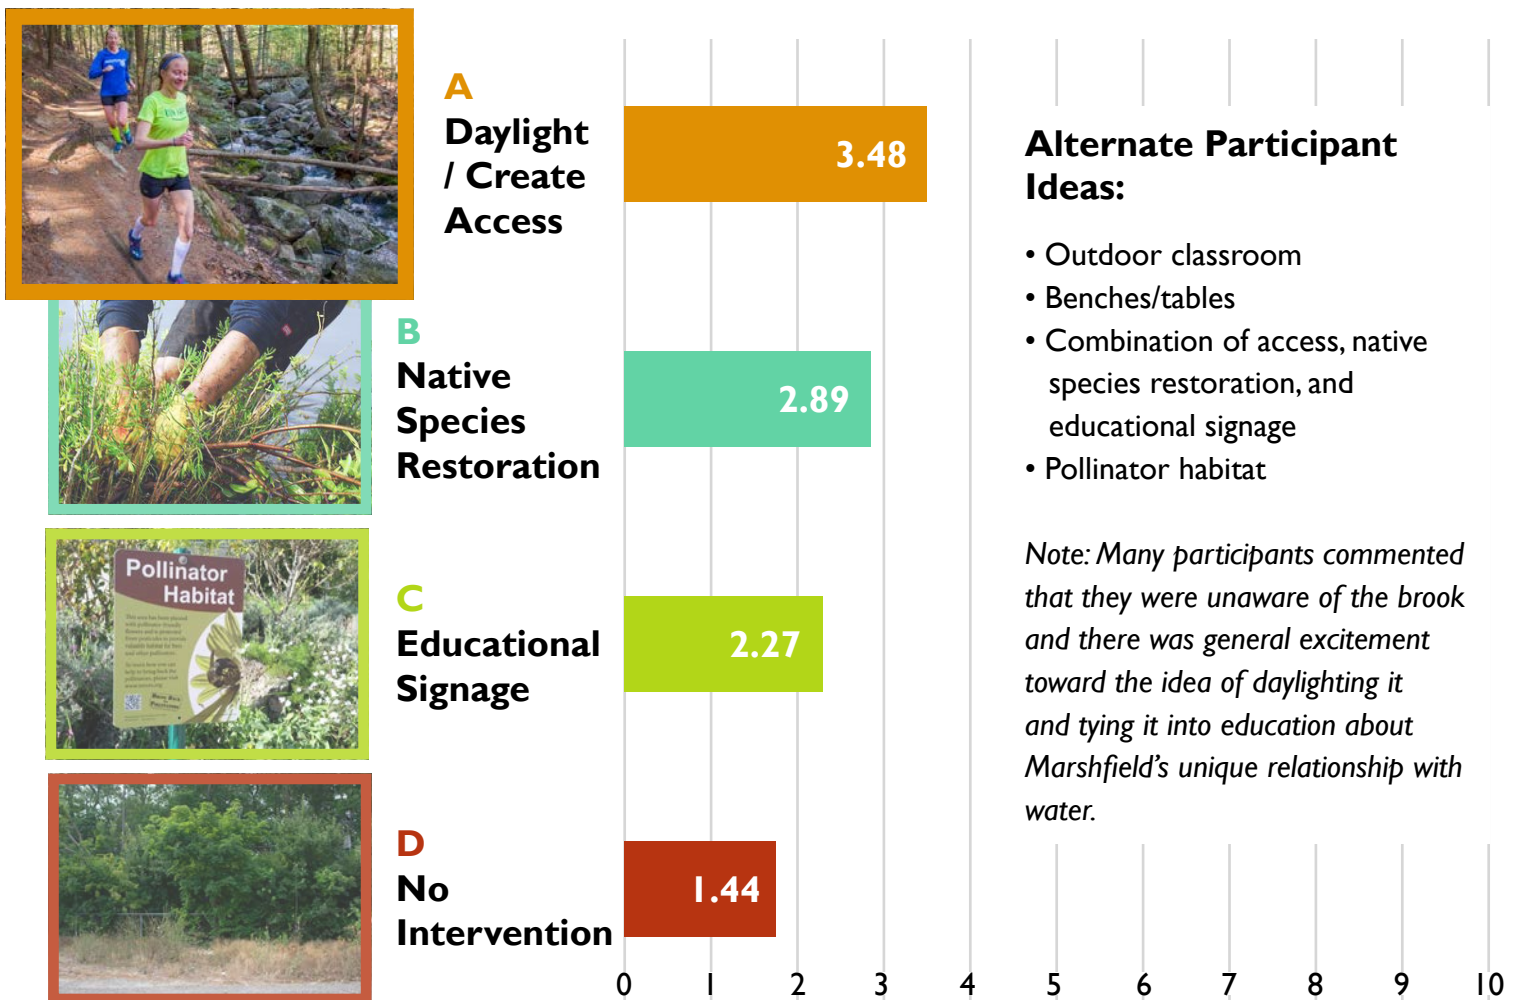 A
Daylight
/ Create
Access
3.48
B
Native
Species
Restoration
2.89
Pollinator
Habitat
C
Educational
Signage
2.27
D
No
Intervention
1.44
0 1 2 3 4 5 6 7 8 9 10
Alternate Participant
Ideas:
• Outdoor classroom
• Benches/tables
• Combination of access, native
species restoration, and
educational signage
• Pollinator habitat
Note: Many participants commented
that they were unaware of the brook
and there was general excitement
toward the idea of daylighting it
and tying it into education about
Marshfield's unique relationship with
water.